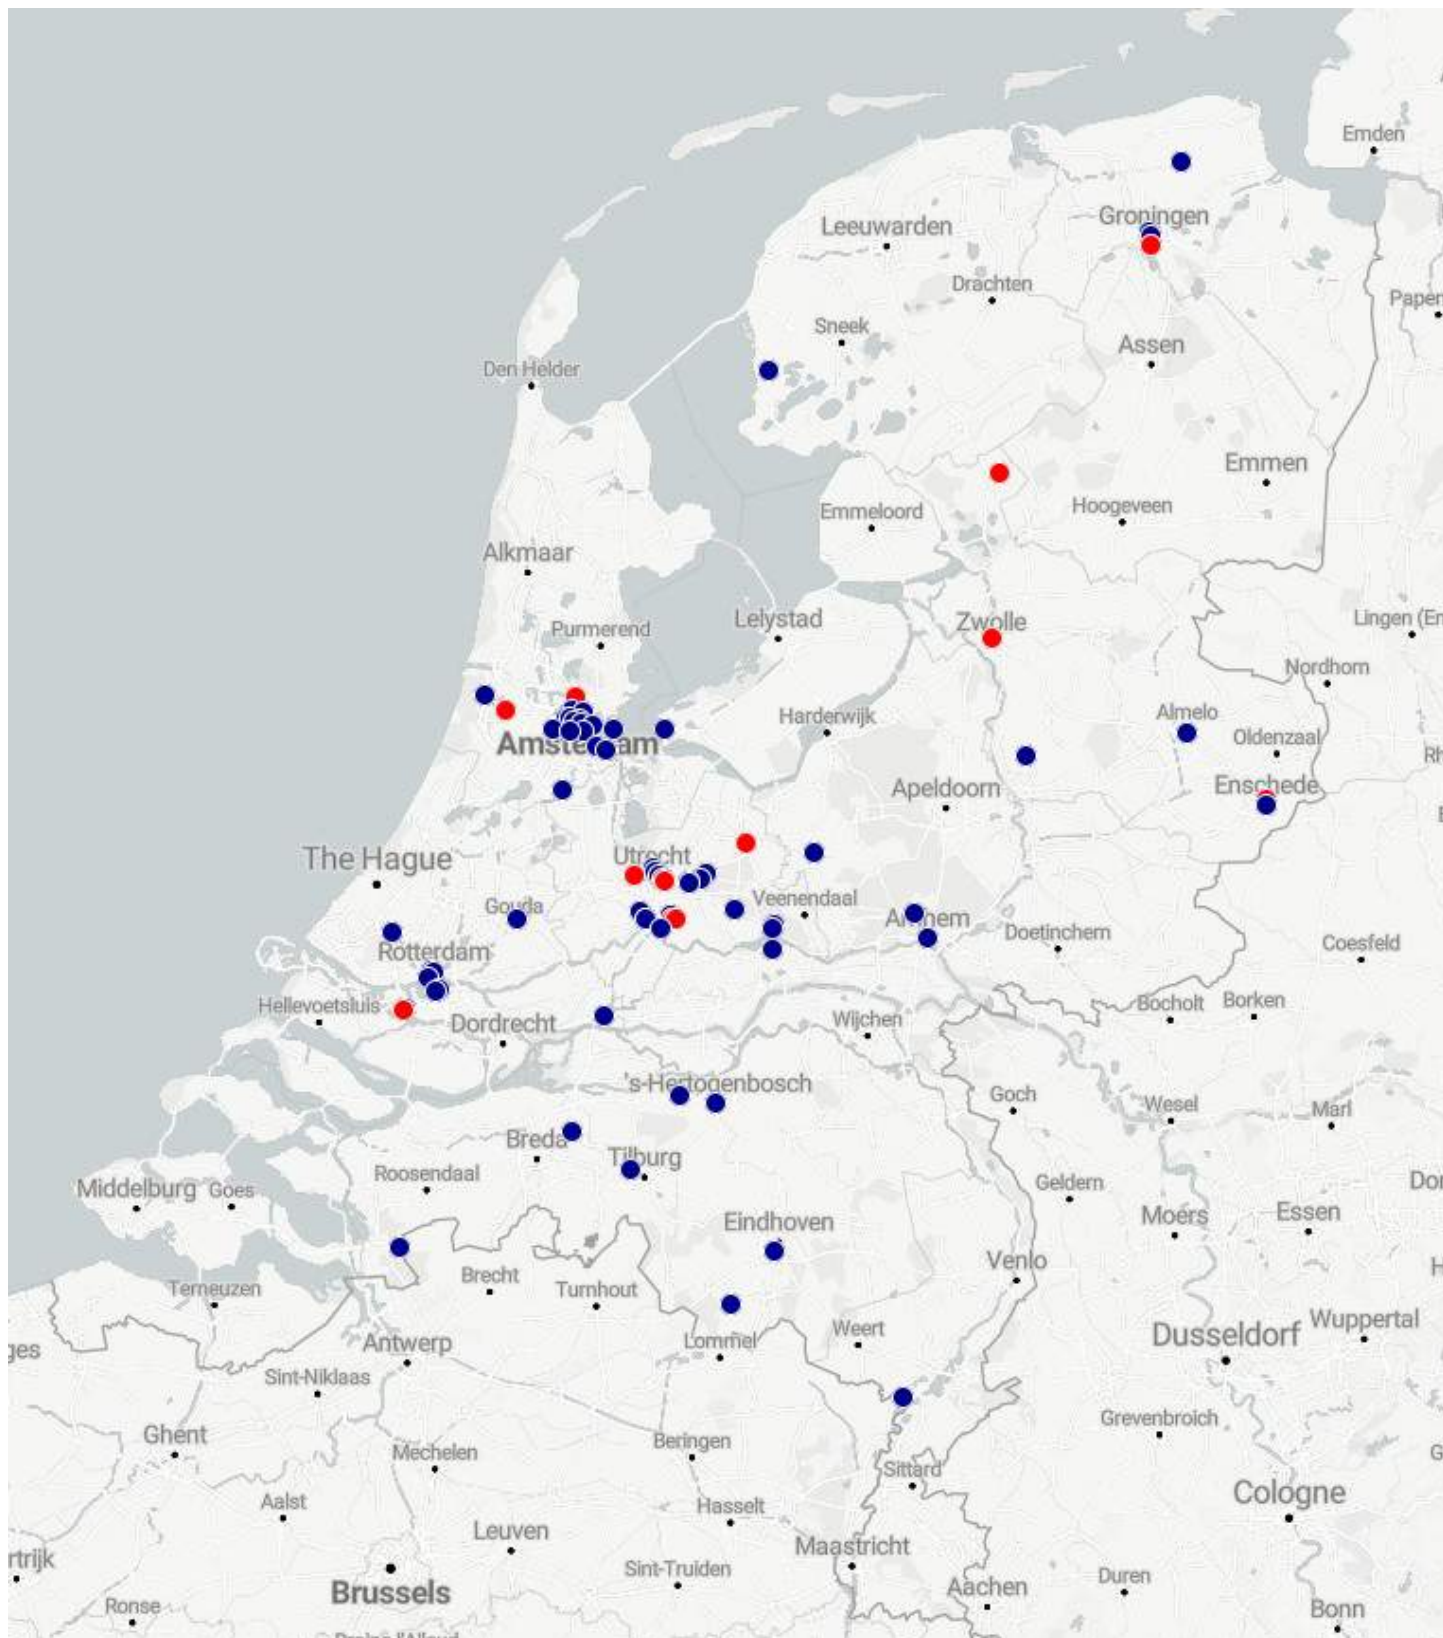 Emden
Groningen
Leeuwarden
Drachten
Sneek
Assen
Den Helder
Emmen
Hoogeveen
Emmeloord
Alkmaar
Lelystad
Zwolle
Purmerend
Nordhorn
Almelo
Harderwijk
Oldenzaal
Amsterdam
Enschede
Apeldoorn
The Hague
Utrecht
Veenendaal
Gouda
Arnhem
Doetinchem
Coesfeld
Rotterdam
Hellevoetsluis
Bocholt
Borken
Dordrecht
Wijchen
's-Hertogenbosch
Goch
Wesel
Marl
Breda
Tilburg
Roosendaal
Geldern
Middelburg
Goes
Moers
Essen
Eindhoven
Venlo
Brecht
Turnhout
Terneuzen
Antwerp
Lommel
Weert
Dusseldorf
Wuppertal
Sint-Niklaas
Ghent
Grevenbroich
Mechelen
Beringen
Sittard
Aalst
Hasselt
Cologne
Leuven
Maastricht
rtrijk
Sint-Truiden
Brussels
Aachen
Duren
Ronse
Bonn